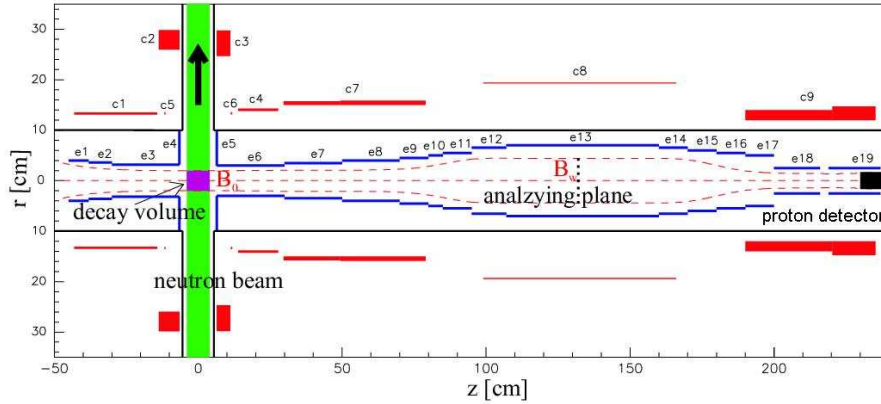 30
c2
c3
20
c8
c7
c1
c5
c6
c4
c9
10
e1
e2
e3
e4
e5
e6
e7
e8
e9
e10
e11
e12
e13
e14
e15
e16
e17
e18
e19
r [cm]
0
B₀
B_w
decay volume
analzying plane
proton detector
10
20
neutron beam
30
-50
0
50
100
150
200
z [cm]